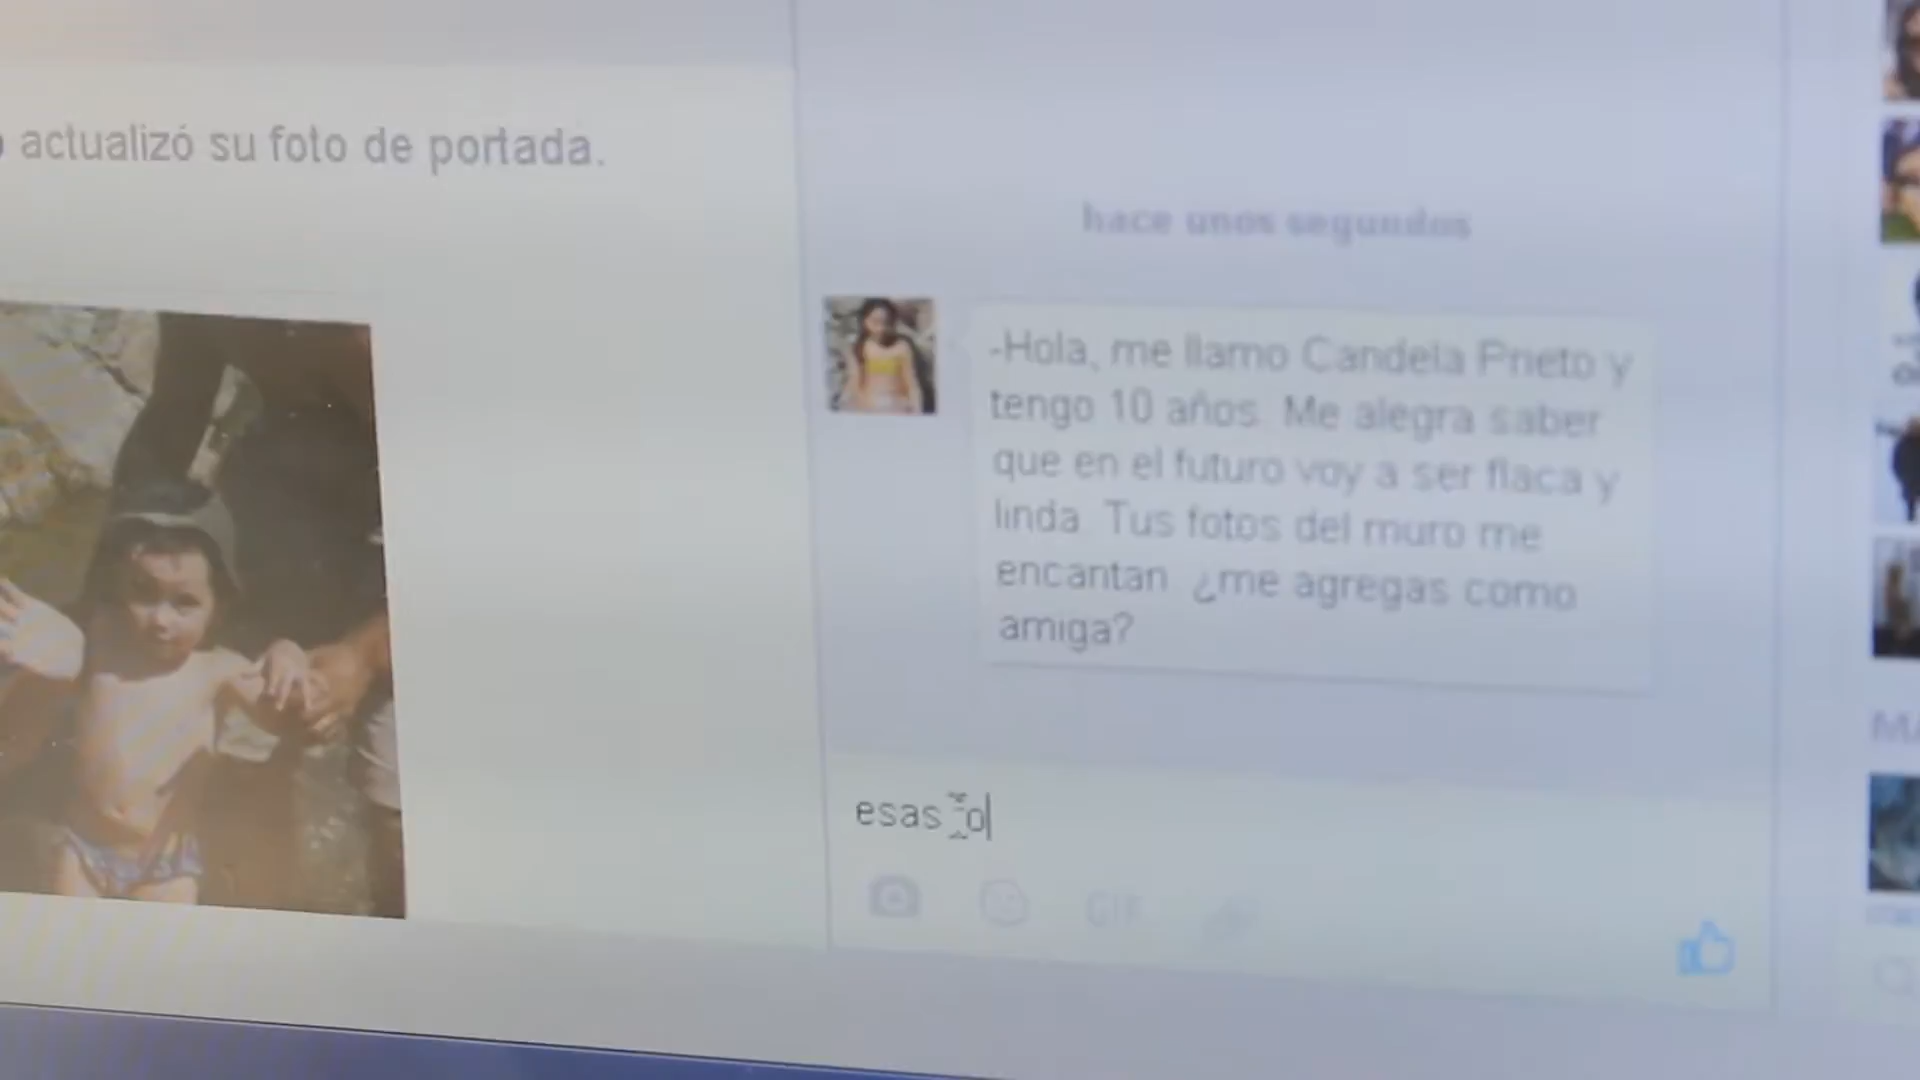 actualizó su foto de portada.
hace unos segundos
-Hola, me llamo Candela Prieto y
tengo 10 años. Me alegra saber
que en el futuro voy a ser flaca y
linda. Tus fotos del muro me
encantan. ¿me agregas como
amiga?
esas
GIF